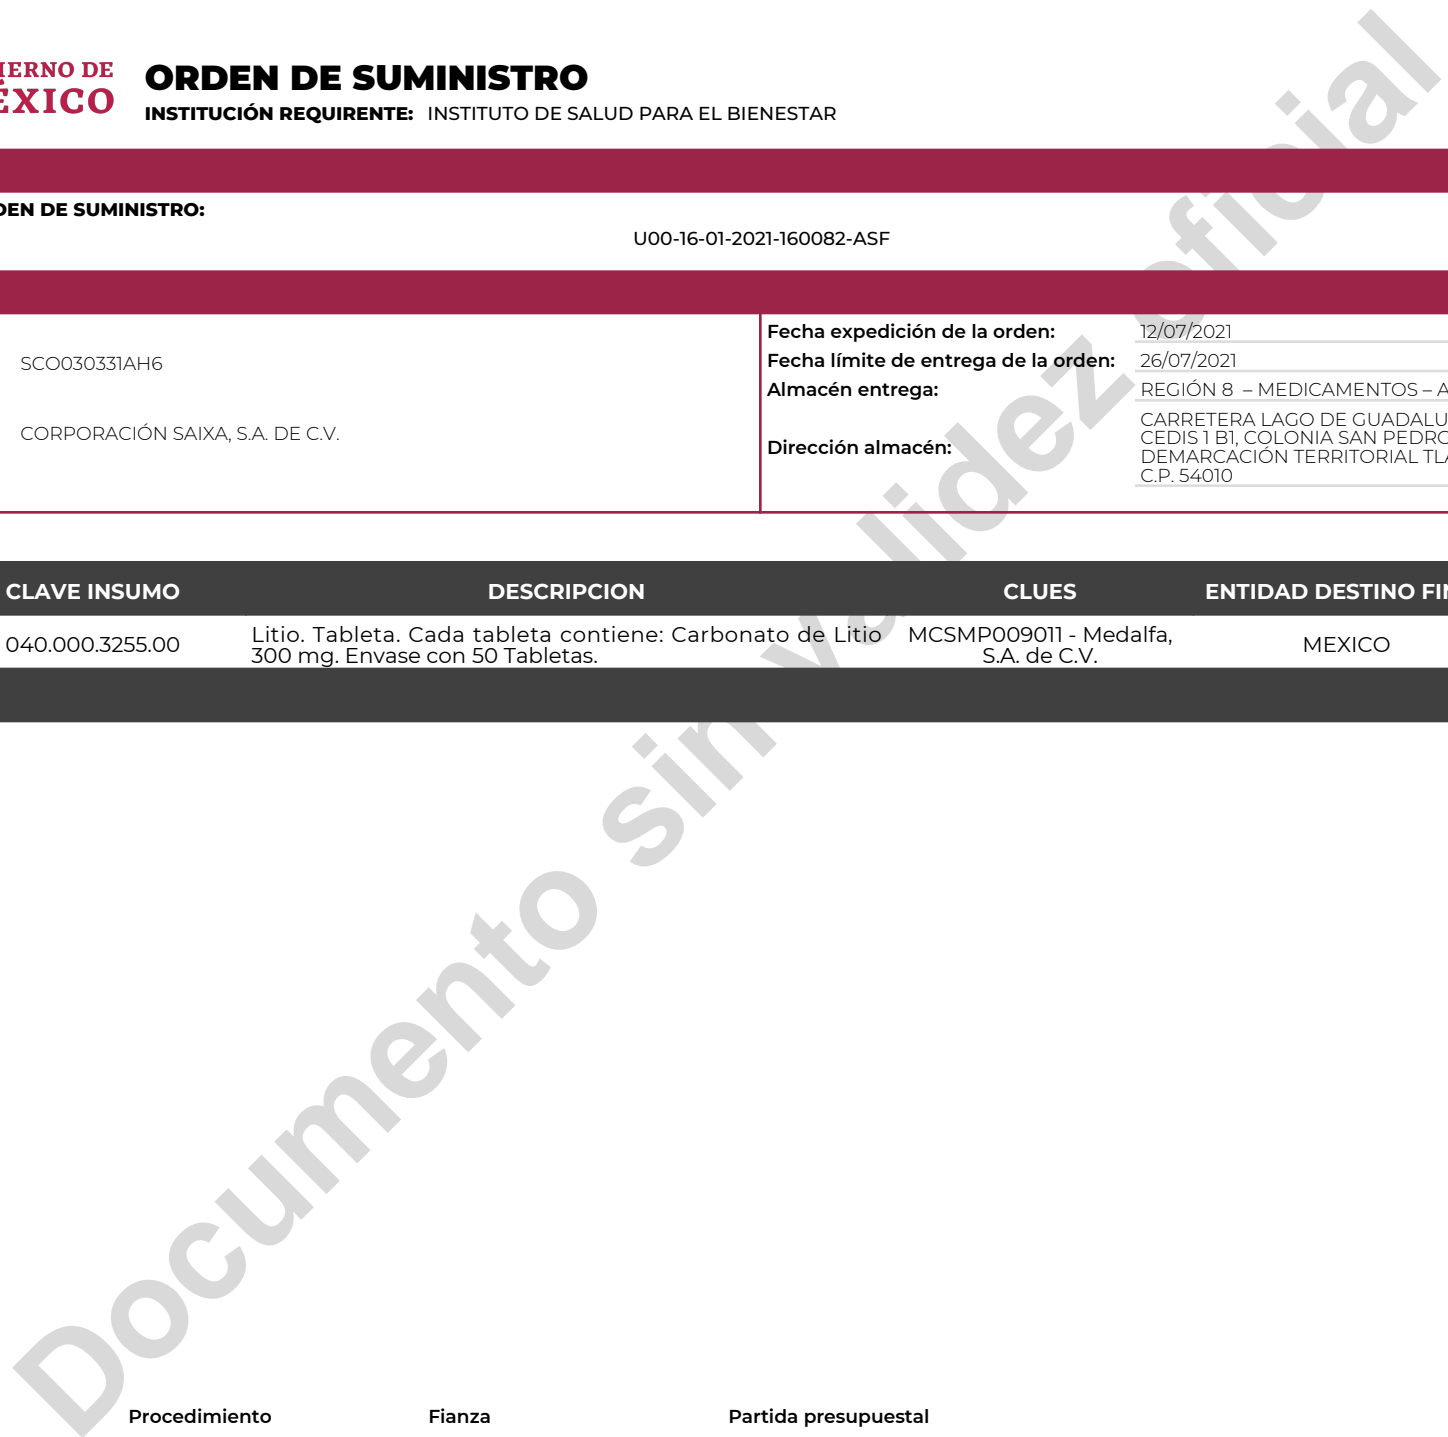 IERNO DE
ÉXICO
ORDEN DE SUMINISTRO
INSTITUCIÓN REQUIRENTE: INSTITUTO DE SALUD PARA EL BIENESTAR
DEN DE SUMINISTRO:
U00-16-01-2021-160082-ASF
SCO030331AH6
CORPORACIÓN SAIXA, S.A. DE C.V.
Fecha expedición de la orden: 12/07/2021
Fecha límite de entrega de la orden: 26/07/2021
Almacén entrega: REGIÓN 8 – MEDICAMENTOS – A
Dirección almacén:
CARRETERA LAGO DE GUADALU
CEDIS 1 B1, COLONIA SAN PEDRO
DEMARCACIÓN TERRITORIAL TLA
C.P. 54010
CLAVE INSUMO DESCRIPCION CLUES ENTIDAD DESTINO FIN
040.000.3255.00
Litio. Tableta. Cada tableta contiene: Carbonato de Litio
300 mg. Envase con 50 Tabletas.
MCSMP009011 - Medalfa,
S.A. de C.V.
MEXICO
Documento sin validez oficial
Procedimiento Fianza Partida presupuestal